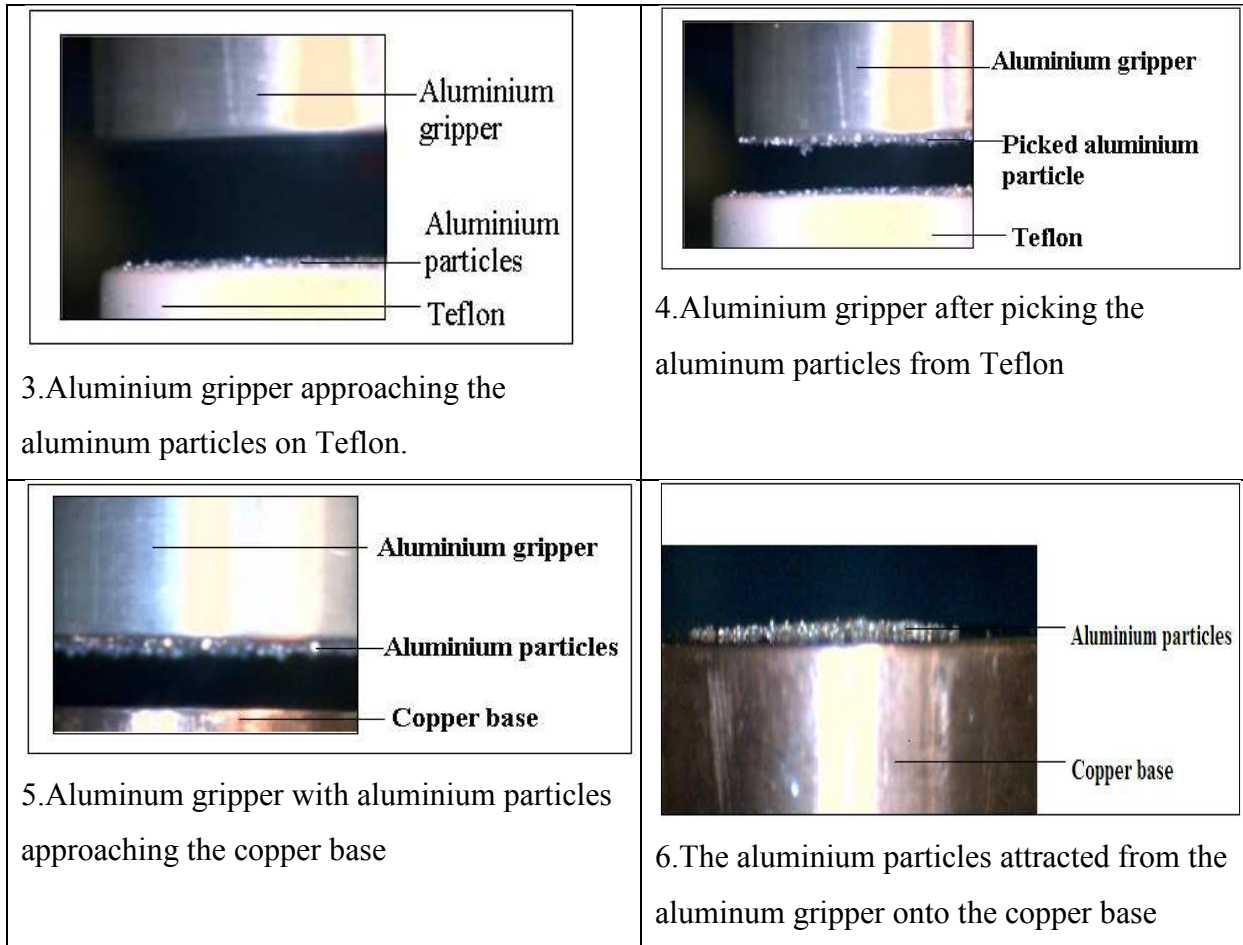 Aluminium
gripper
Aluminium
particles
Teflon
3.Aluminium gripper approaching the
aluminum particles on Teflon.
Aluminium gripper
Picked aluminium
particle
Teflon
4.Aluminium gripper after picking the
aluminum particles from Teflon
Aluminium gripper
Aluminium particles
Copper base
5.Aluminum gripper with aluminium particles
approaching the copper base
Aluminium particles
Copper base
6.The aluminium particles attracted from the
aluminum gripper onto the copper base